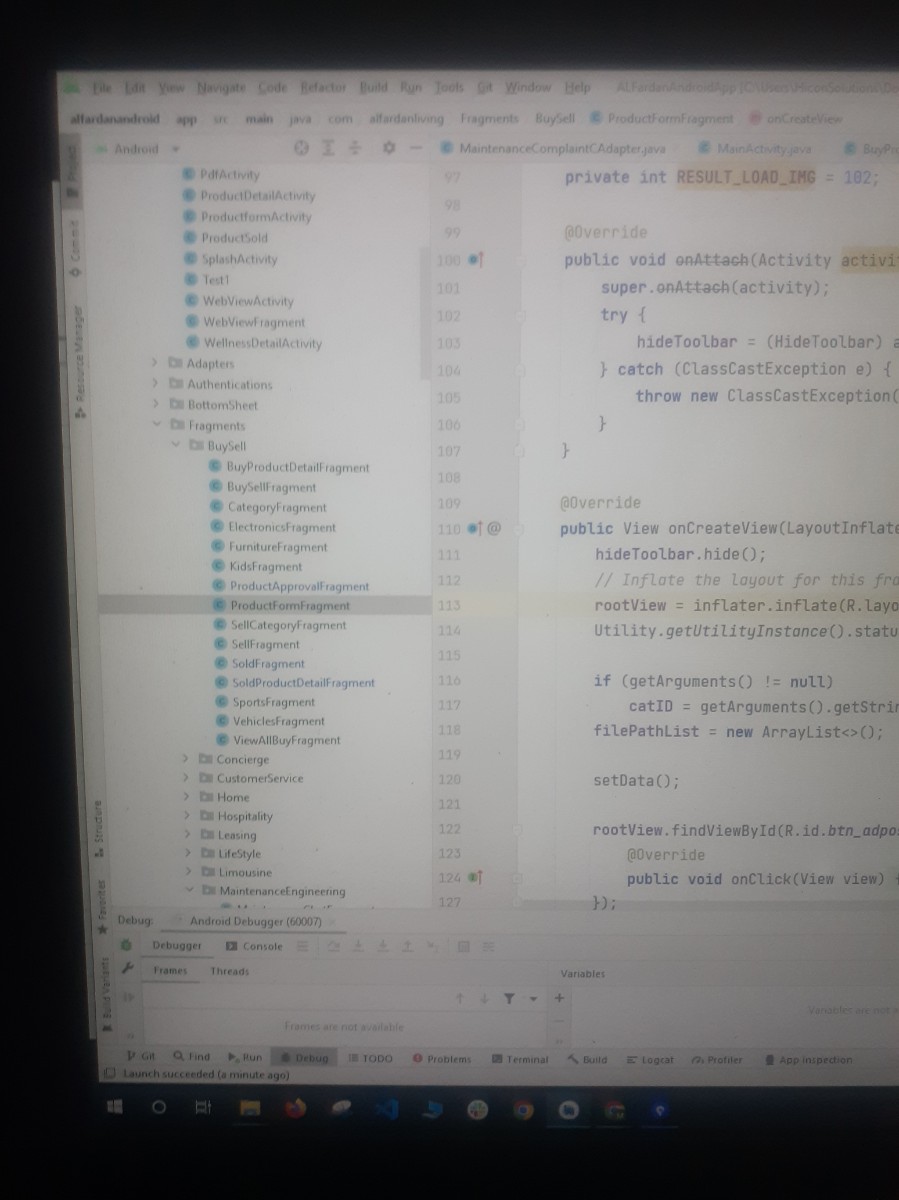 File Edit View Navigate Code Refactor Build Run Tools Git Window Help
alfardanandroid app src main java com alfardanliving Fragments BuySell ProductFormFragment onCreateView
Android
MaintenanceComplaintCAdapter.java MainActivity.java
Project
Commit
Resource Manager
Structure
Favorites
Build Variants
PdfActivity
ProductDetailActivity
ProductformActivity
ProductSold
SplashActivity
Test1
WebViewActivity
WebViewFragment
WellnessDetailActivity
Adapters
Authentications
BottomSheet
Fragments
BuySell
BuyProductDetailFragment
BuySellFragment
CategoryFragment
ElectronicsFragment
FurnitureFragment
KidsFragment
ProductApprovalFragment
ProductFormFragment
SellCategoryFragment
SellFragment
SoldFragment
SoldProductDetailFragment
SportsFragment
VehiclesFragment
ViewAllBuyFragment
Concierge
CustomerService
Home
Hospitality
Leasing
LifeStyle
Limousine
MaintenanceEngineering
97 private int RESULT_LOAD_IMG = 102;
98
99 @Override
100 public void onAttach(Activity activi
101 super.onAttach(activity);
102 try {
103 hideToolbar = (HideToolbar) a
104 } catch (ClassCastException e) {
105 throw new ClassCastException(
106 }
107 }
108
109 @Override
110 @ public View onCreateView(LayoutInflate
111 hideToolbar.hide();
112 // Inflate the layout for this fra
113 rootView = inflater.inflate(R.layo
114 Utility.getUtilityInstance().statu
115
116 if (getArguments() != null)
117 catID = getArguments().getStrin
118 filePathList = new ArrayList<>();
119
120 setData();
121
122 rootView.findViewById(R.id.btn_adpos
123 @Override
124 public void onClick(View view) {
127 });
Debug: Android Debugger (60007)
Debugger Console
Frames Threads Variables
Frames are not available
Variables are not
Git Find Run Debug TODO Problems Terminal Build Logcat Profiler App Inspection
Launch succeeded (a minute ago)